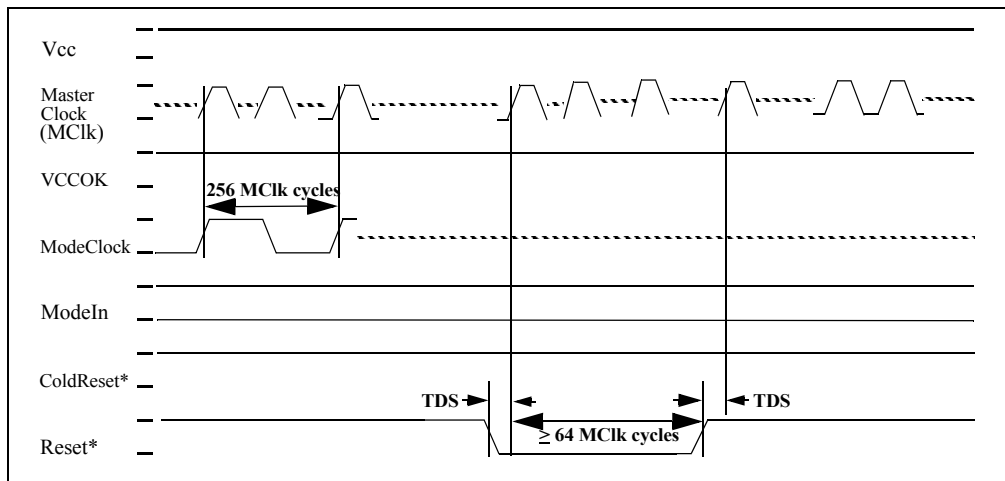 Vcc
Master
Clock
(MClk)
VCCOK
256 MClk cycles
ModeClock
ModeIn
ColdReset*
TDS
TDS
≥ 64 MClk cycles
Reset*